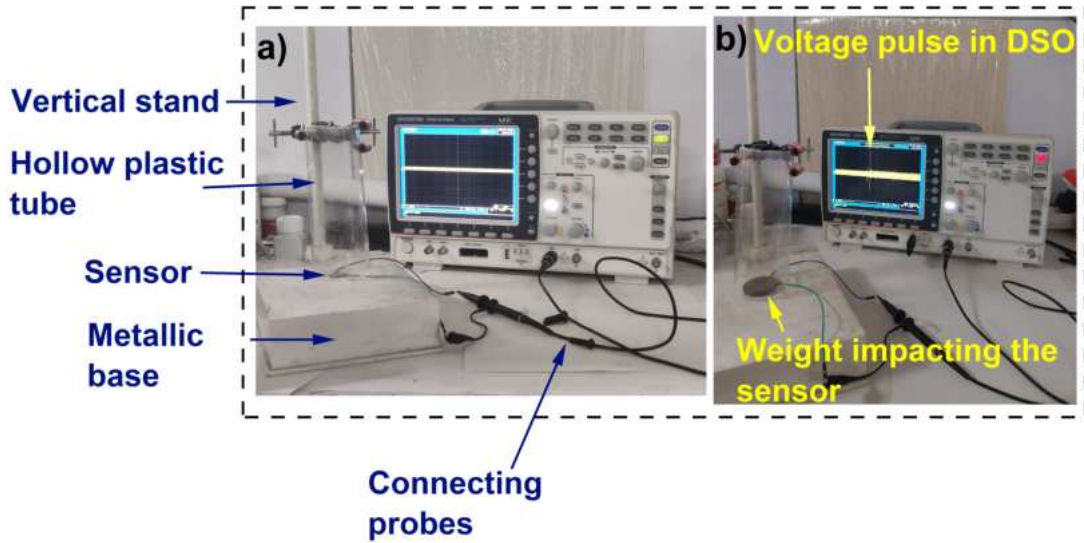 a)
b)
Voltage pulse in DSO
Vertical stand
Hollow plastic
tube
Sensor
Metallic
base
Weight impacting the
sensor
Connecting
probes